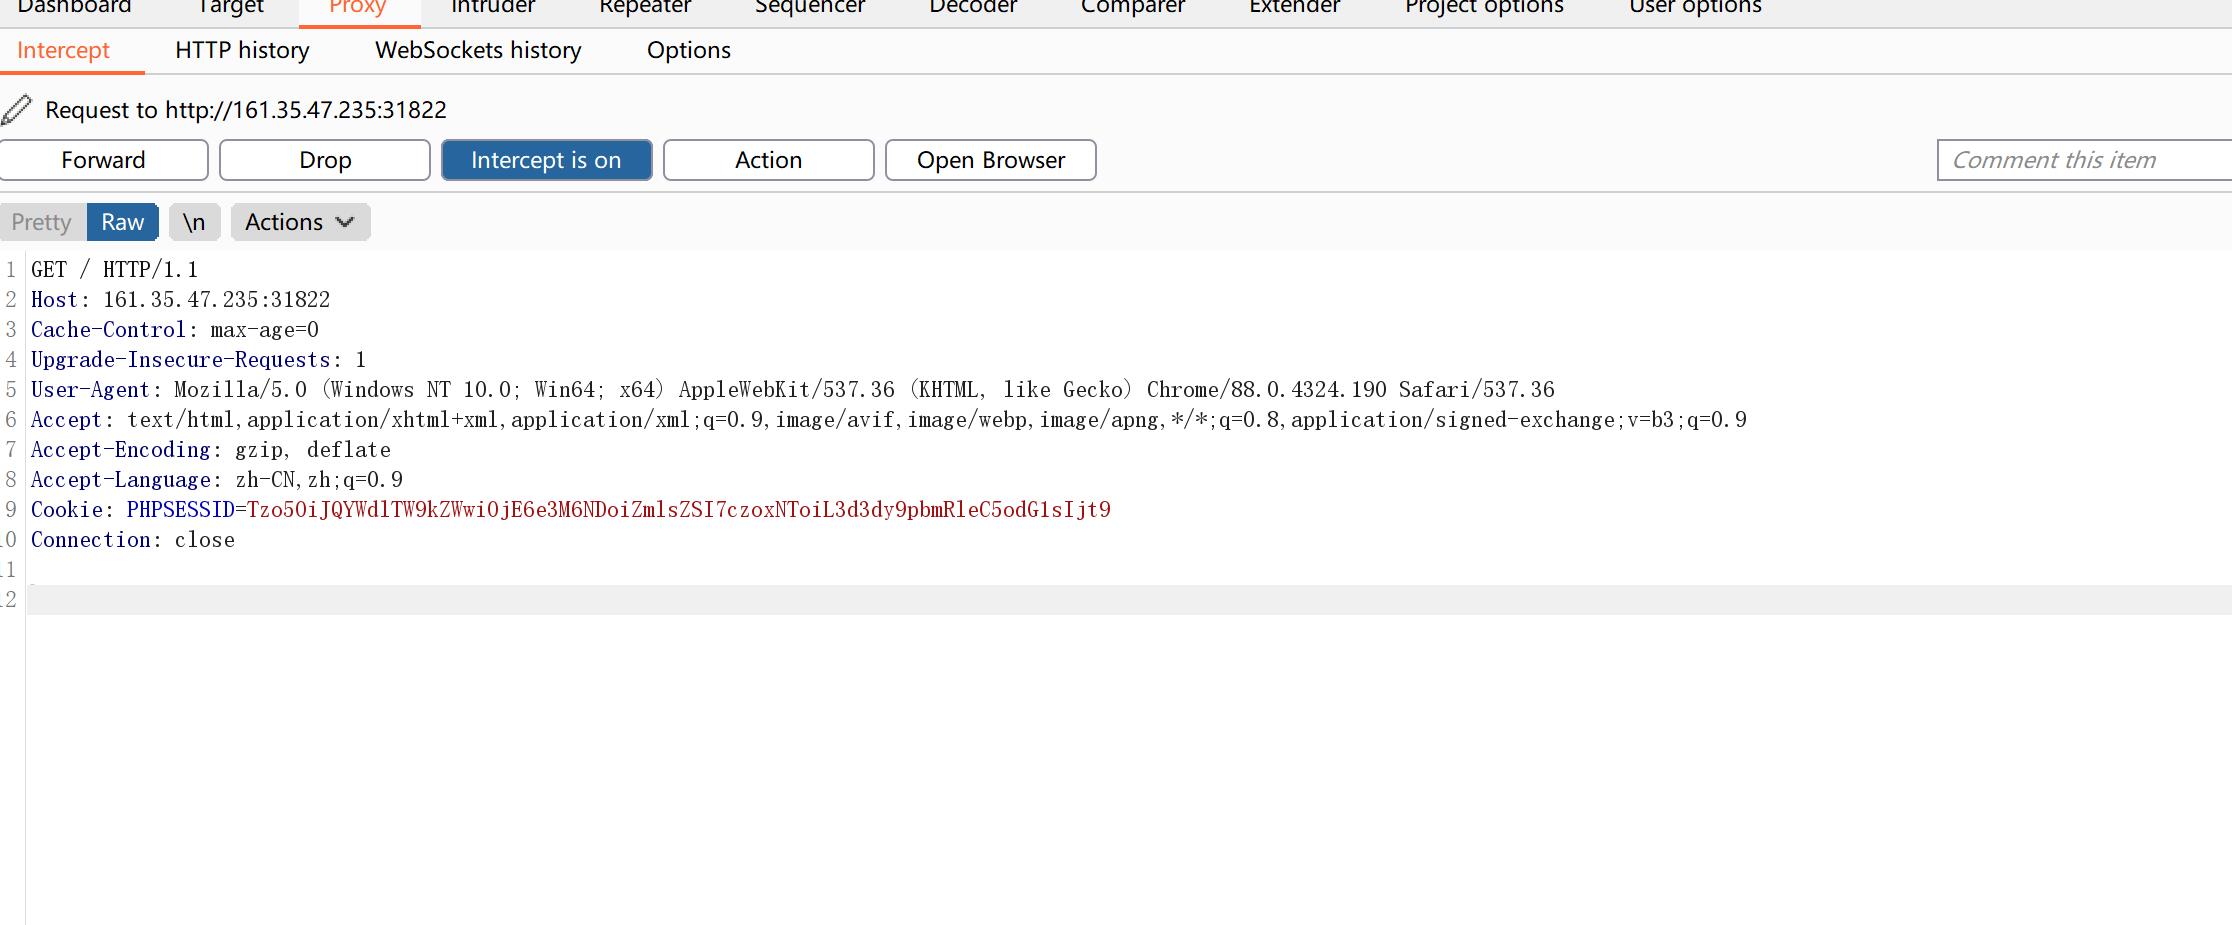 Dashboard Target Proxy Intruder Repeater Sequencer Decoder Comparer Extender Project options User options
Intercept HTTP history WebSockets history Options
Request to http://161.35.47.235:31822
Forward Drop Intercept is on Action Open Browser Comment this item
Pretty Raw \n Actions
1 GET / HTTP/1.1
2 Host: 161.35.47.235:31822
3 Cache-Control: max-age=0
4 Upgrade-Insecure-Requests: 1
5 User-Agent: Mozilla/5.0 (Windows NT 10.0; Win64; x64) AppleWebKit/537.36 (KHTML, like Gecko) Chrome/88.0.4324.190 Safari/537.36
6 Accept: text/html,application/xhtml+xml,application/xml;q=0.9,image/avif,image/webp,image/apng,*/*;q=0.8,application/signed-exchange;v=b3;q=0.9
7 Accept-Encoding: gzip, deflate
8 Accept-Language: zh-CN,zh;q=0.9
9 Cookie: PHPSESSID=Tzo5OiJQYWdlTW9kZWwiOjE6e3M6NDoiZmlsZSI7czoxNToiL3d3dy9pbmRleC5odG1sIjt9
10 Connection: close
11
12